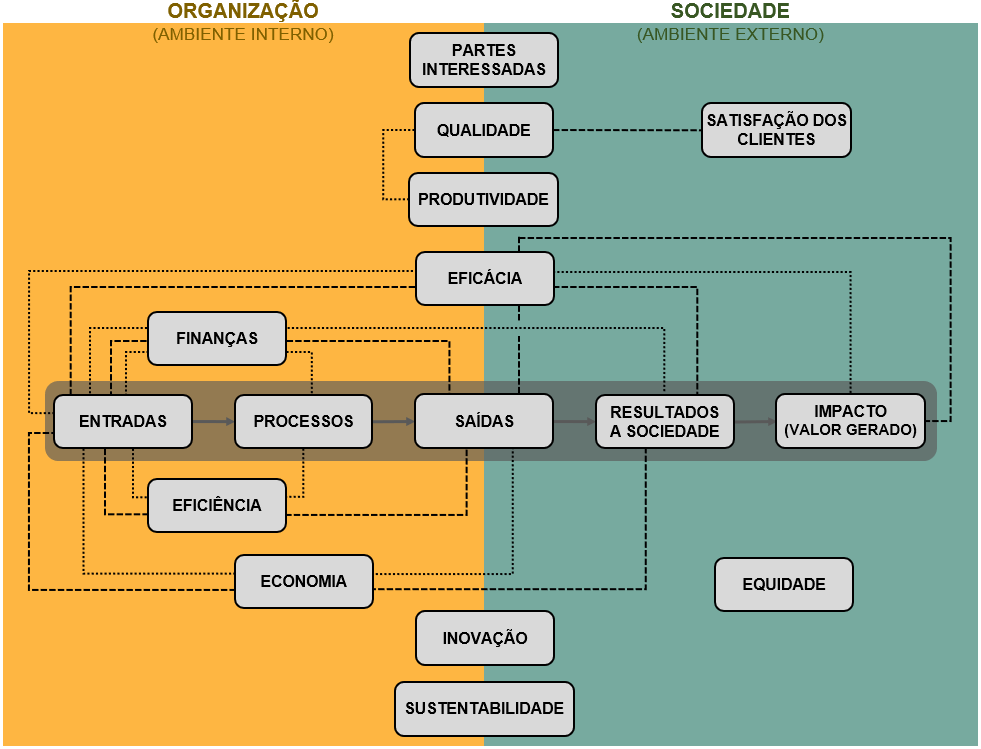 ORGANIZAÇÃO
(AMBIENTE INTERNO)
SOCIEDADE
(AMBIENTE EXTERNO)
PARTES
INTERESSADAS
QUALIDADE
SATISFAÇÃO DOS
CLIENTES
PRODUTIVIDADE
EFICÁCIA
FINANÇAS
ENTRADAS
PROCESSOS
SAÍDAS
RESULTADOS
A SOCIEDADE
IMPACTO
(VALOR GERADO)
EFICIÊNCIA
ECONOMIA
EQUIDADE
INOVAÇÃO
SUSTENTABILIDADE